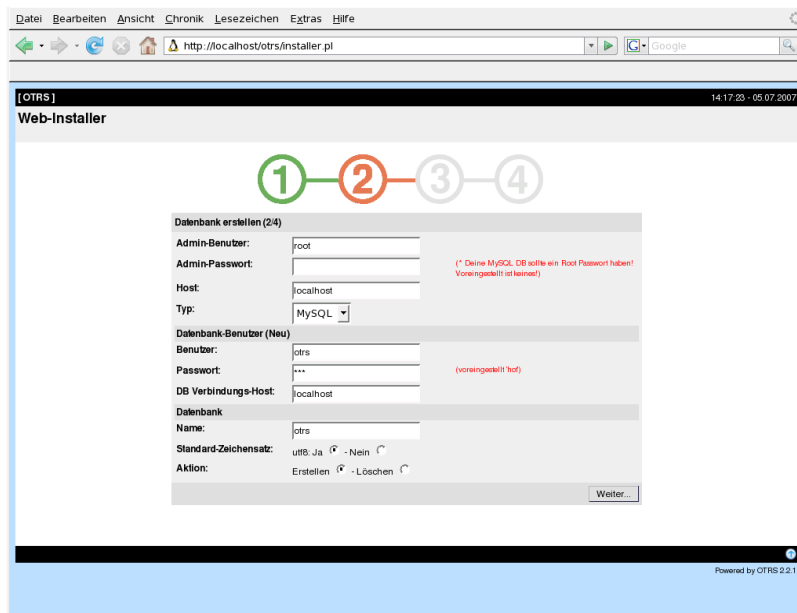 Datei Bearbeiten Ansicht Chronik Lesezeichen Extras Hilfe
http://localhost/otrs/installer.pl G Google
[ OTRS ] 14:17:23 - 05.07.2007
Web-Installer
1 2 3 4
Datenbank erstellen (2/4)
Admin-Benutzer: root
Admin-Passwort: (* Deine MySQL DB sollte ein Root Passwort haben!
Voreingestellt ist keines!)
Host: localhost
Typ: MySQL
Datenbank-Benutzer (Neu)
Benutzer: otrs
Passwort: *** (voreingestellt 'hot')
DB Verbindungs-Host: localhost
Datenbank
Name: otrs
Standard-Zeichensatz: utf8: Ja - Nein
Aktion: Erstellen - Löschen
Weiter...
Powered by OTRS 2.2.1